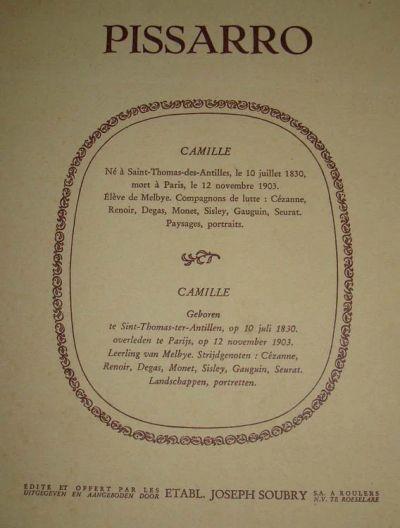 PISSARRO
CAMILLE
Né à Saint-Thomas-des-Antilles, le 10 juillet 1830,
mort à Paris, le 12 novembre 1903.
Élève de Melbye. Compagnons de lutte : Cézanne,
Renoir, Degas, Monet, Sisley, Gauguin, Seurat.
Paysages, portraits.
CAMILLE
Geboren
te Sint-Thomas-ter-Antillen, op 10 juli 1830.
overleden te Parijs, op 12 november 1903.
Leerling van Melbye. Strijdgenoten : Cézanne,
Renoir, Degas, Monet, Sisley, Gauguin, Seurat.
Landschappen, portretten.
ÉDITÉ ET OFFERT PAR LES
UITGEGEVEN EN AANGEBODEN DOOR
ETABL. JOSEPH SOUBRY
S.A. A ROULERS
N.V. TE ROESELARE